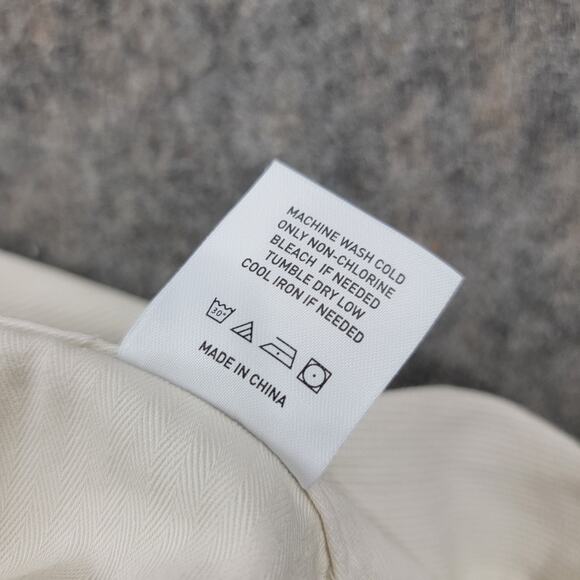 MACHINE WASH COLD
ONLY NON-CHLORINE
BLEACH IF NEEDED
TUMBLE DRY LOW
COOL IRON IF NEEDED
30°
MADE IN CHINA